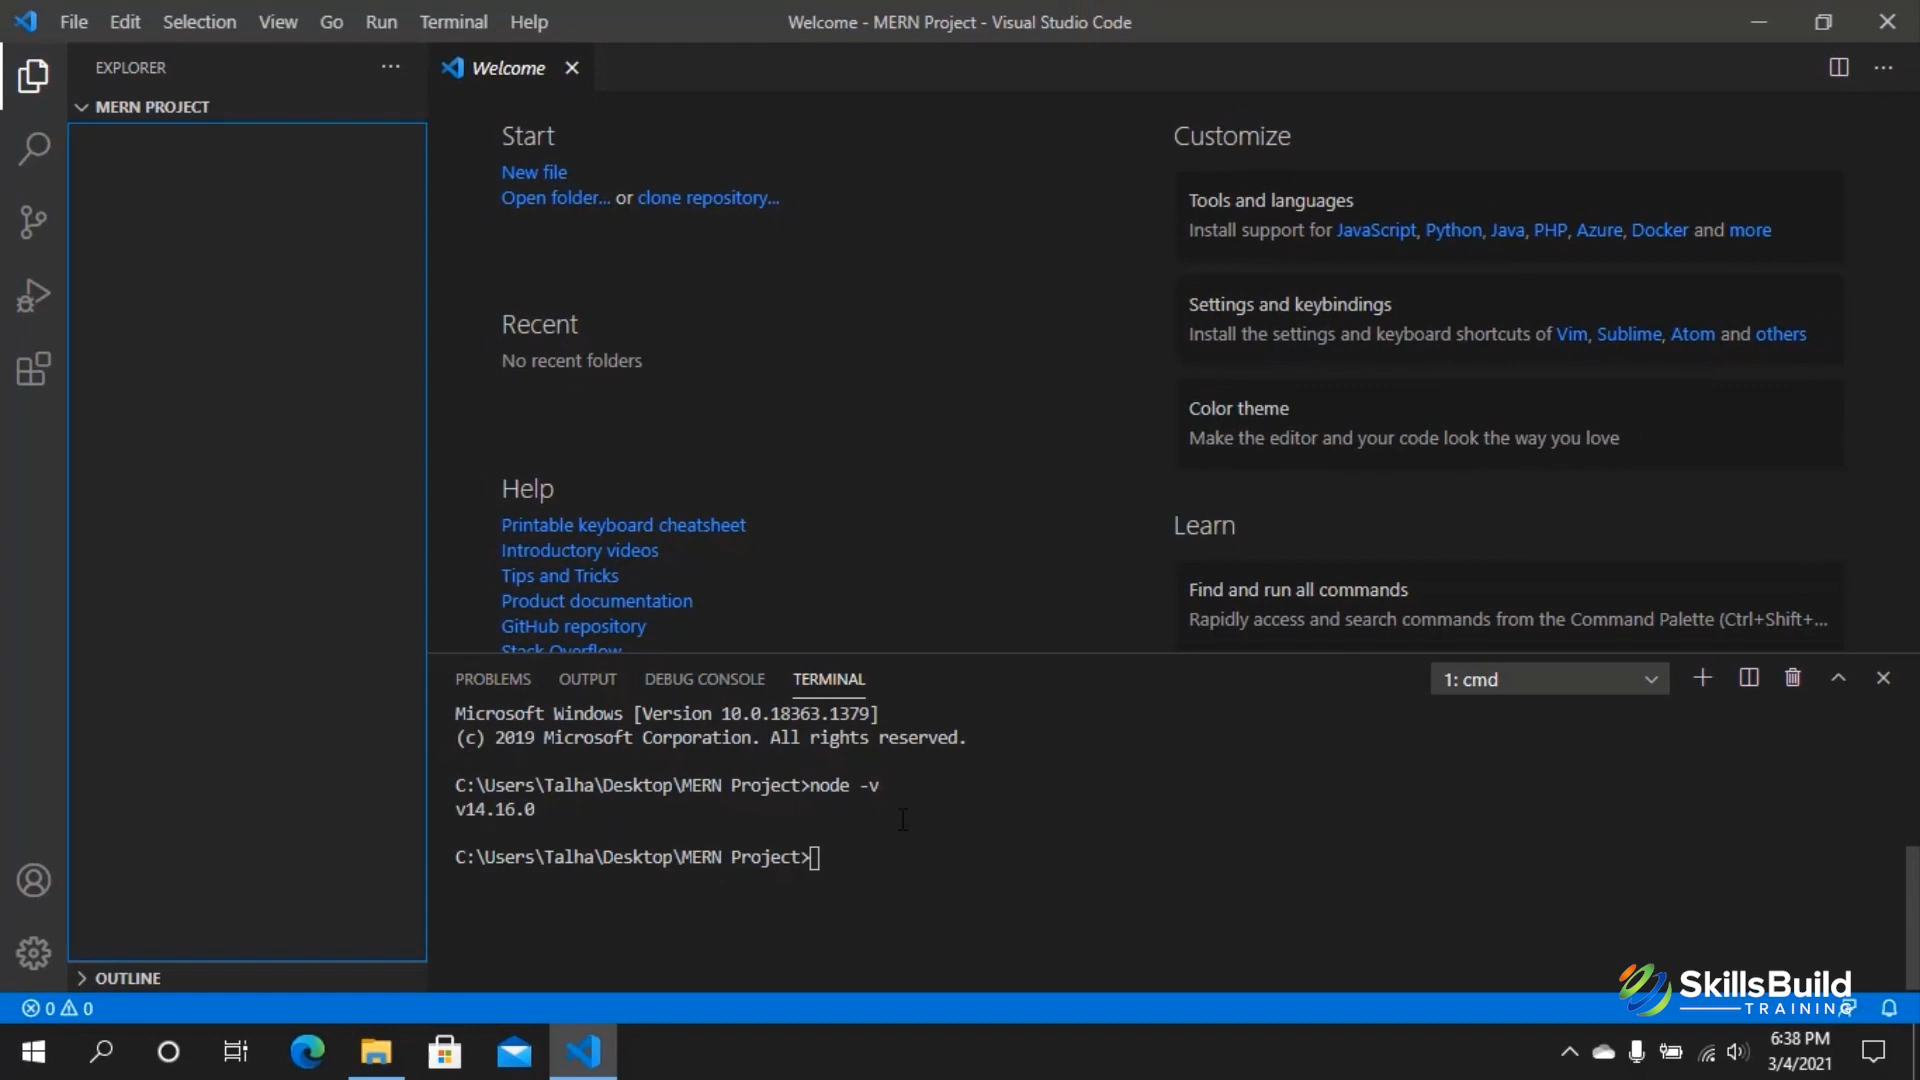 File Edit Selection View Go Run Terminal Help
Welcome - MERN Project - Visual Studio Code
EXPLORER
MERN PROJECT
OUTLINE
Welcome
Start
New file
Open folder... or clone repository...
Recent
No recent folders
Help
Printable keyboard cheatsheet
Introductory videos
Tips and Tricks
Product documentation
GitHub repository
Stack Overflow
Customize
Tools and languages
Install support for JavaScript, Python, Java, PHP, Azure, Docker and more
Settings and keybindings
Install the settings and keyboard shortcuts of Vim, Sublime, Atom and others
Color theme
Make the editor and your code look the way you love
Learn
Find and run all commands
Rapidly access and search commands from the Command Palette (Ctrl+Shift+...
PROBLEMS OUTPUT DEBUG CONSOLE TERMINAL
1: cmd
Microsoft Windows [Version 10.0.18363.1379]
(c) 2019 Microsoft Corporation. All rights reserved.
C:\Users\Talha\Desktop\MERN Project>node -v
v14.16.0
C:\Users\Talha\Desktop\MERN Project>
SkillsBuild
TRAINING
0 0
6:38 PM
3/4/2021